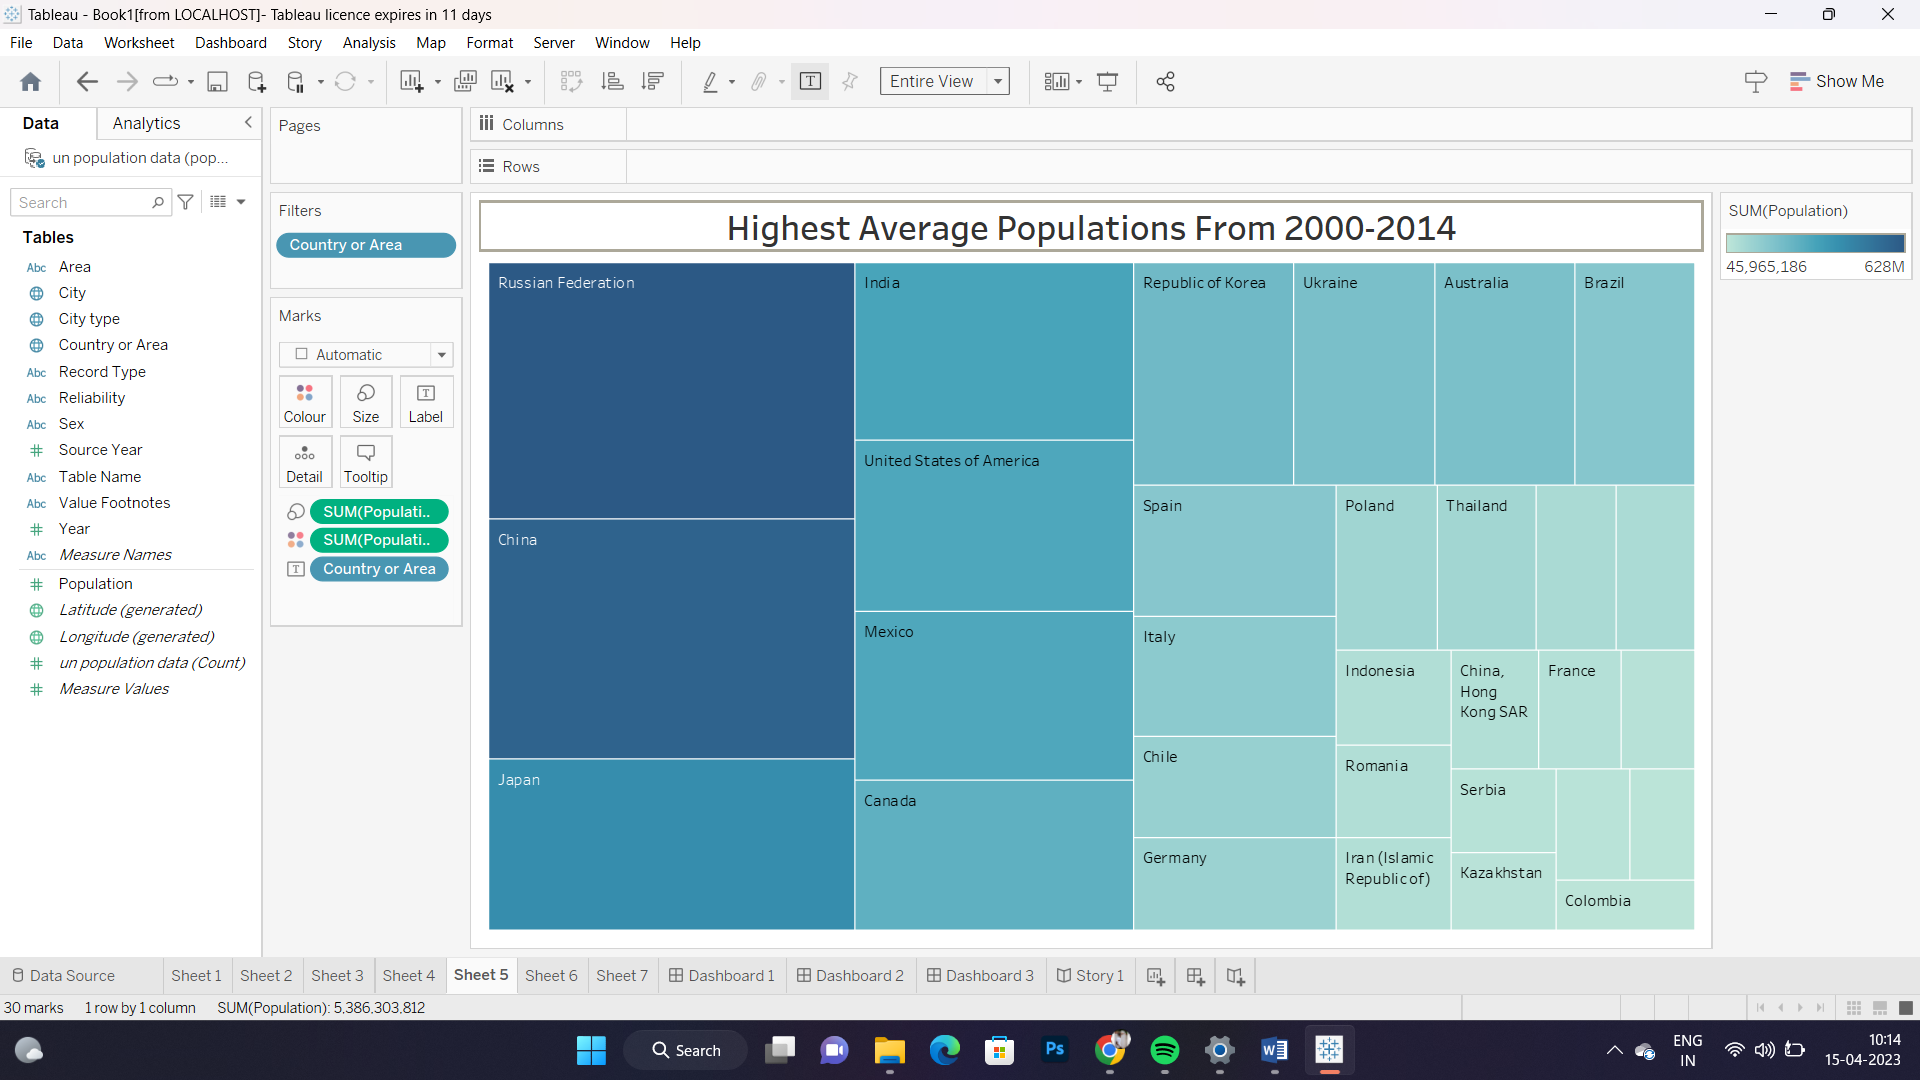 Tableau - Book1[from LOCALHOST]- Tableau licence expires in 11 days
File Data Worksheet Dashboard Story Analysis Map Format Server Window Help
Entire View
Show Me
Data Analytics
un population data (pop...
Search
Tables
Abc Area
City
City type
Country or Area
Abc Record Type
Abc Reliability
Abc Sex
Source Year
Abc Table Name
Abc Value Footnotes
Year
Abc Measure Names
Population
Latitude (generated)
Longitude (generated)
un population data (Count)
Measure Values
Pages
Filters
Country or Area
Marks
Automatic
Colour Size Label
Detail Tooltip
SUM(Populati..
SUM(Populati..
Country or Area
Columns
Rows
Highest Average Populations From 2000-2014
Russian Federation
China
Japan
India
United States of America
Mexico
Canada
Republic of Korea
Ukraine
Australia
Brazil
Spain
Italy
Chile
Germany
Poland
Thailand
Indonesia
Romania
Iran (Islamic
Republic of)
China,
Hong
Kong SAR
France
Serbia
Kazakhstan
Colombia
SUM(Population)
45,965,186 628M
Data Source Sheet 1 Sheet 2 Sheet 3 Sheet 4 Sheet 5 Sheet 6 Sheet 7 Dashboard 1 Dashboard 2 Dashboard 3 Story 1
30 marks 1 row by 1 column SUM(Population): 5,386,303,812
Search
Ps
ENG
IN
10:14
15-04-2023